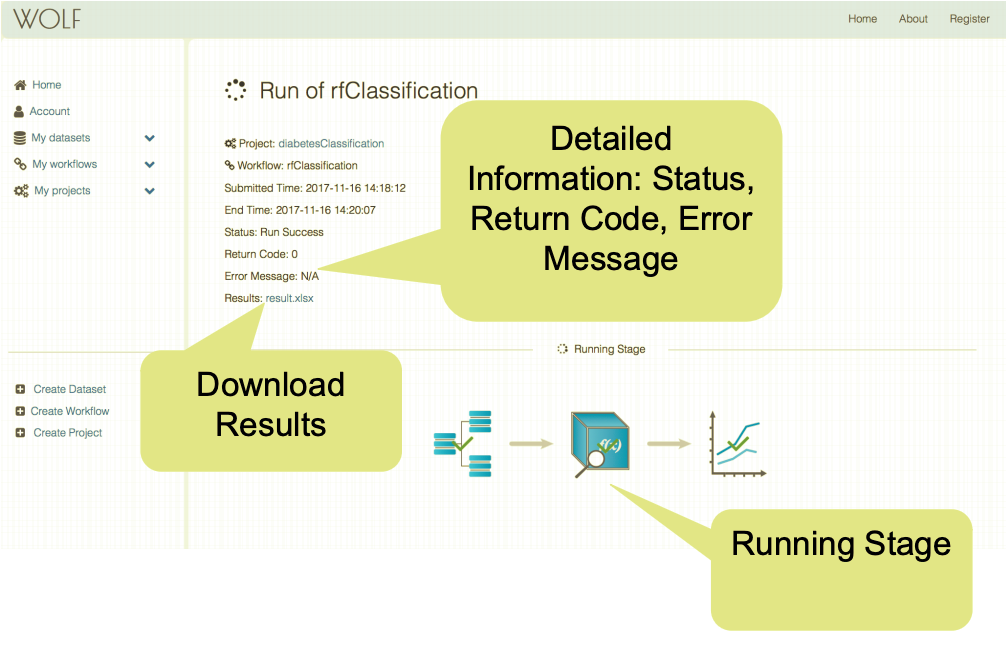 WOLF
Home About Register
Home
Account
My datasets
My workflows
My projects
Create Dataset
Create Workflow
Create Project
Run of rfClassification
Project: diabetesClassification
Workflow: rfClassification
Submitted Time: 2017-11-16 14:18:12
End Time: 2017-11-16 14:20:07
Status: Run Success
Return Code: 0
Error Message: N/A
Results: result.xlsx
Detailed
Information: Status,
Return Code, Error
Message
Download
Results
Running Stage
f(x)
Running Stage